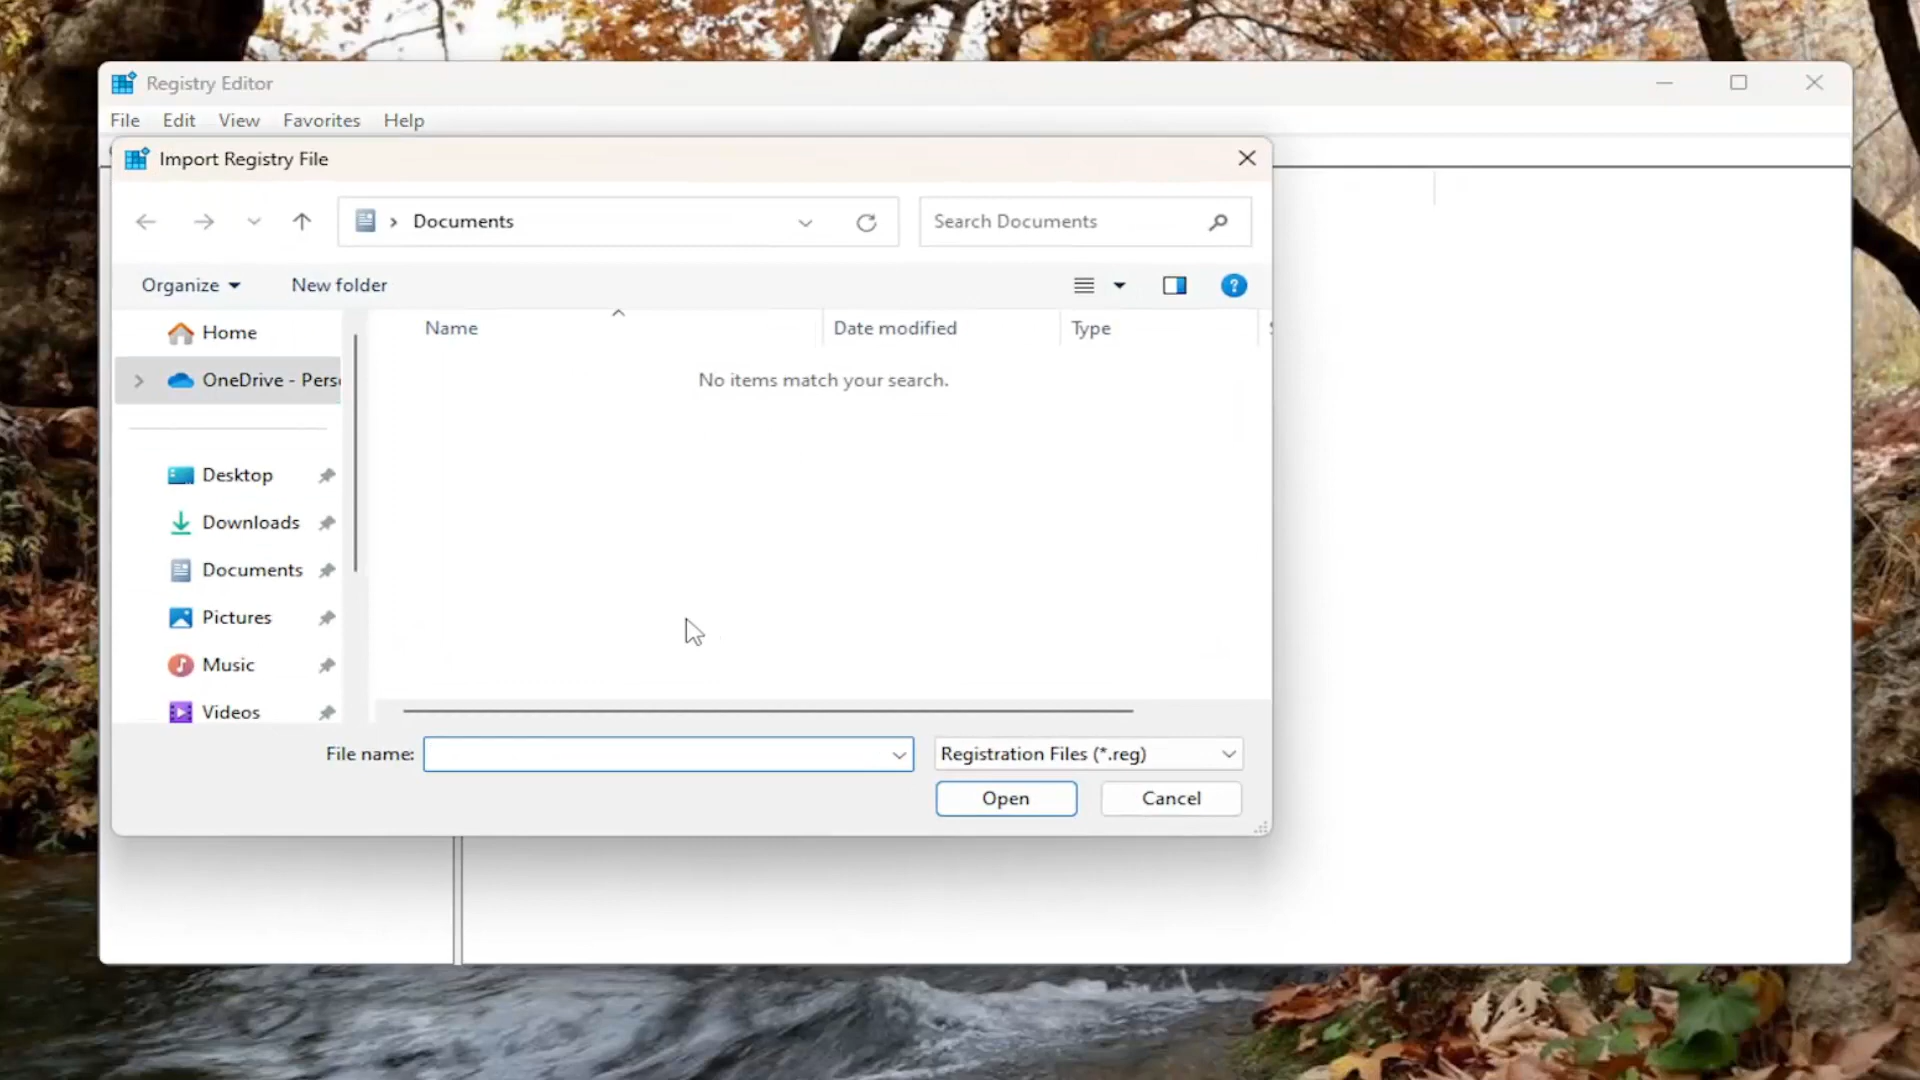 Registry Editor
File Edit View Favorites Help
Import Registry File
Documents
Search Documents
Organize
New folder
Name
Date modified
Type
No items match your search.
Home
OneDrive - Pers
Desktop
Downloads
Documents
Pictures
Music
Videos
File name:
Registration Files (*.reg)
Open
Cancel